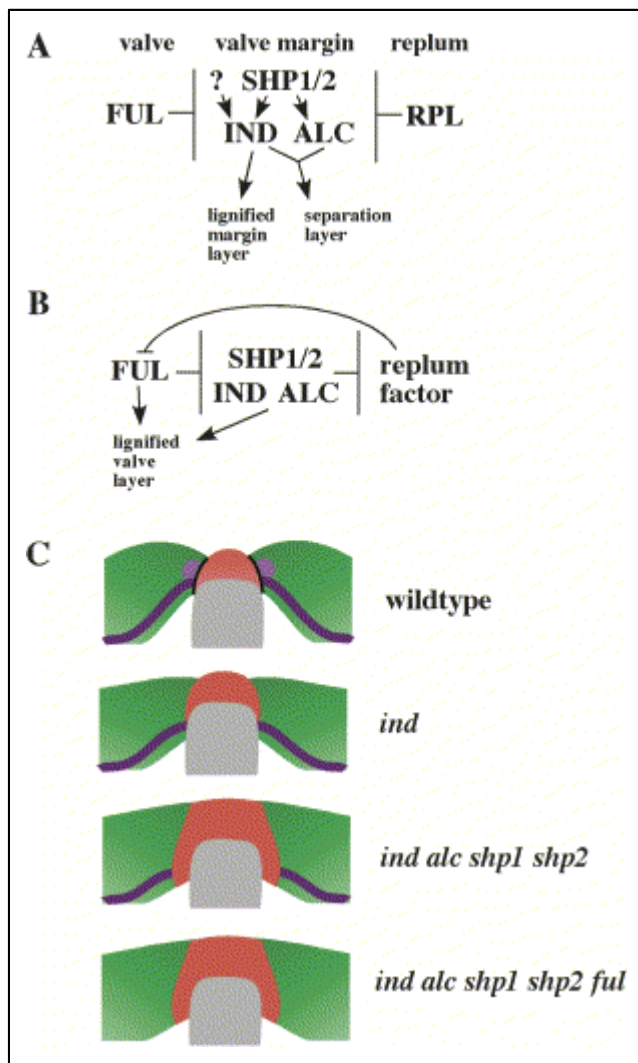 A
valve valve margin replum
? SHP1/2
FUL
IND ALC
RPL
lignified
margin
layer
separation
layer
B
FUL
SHP1/2
IND ALC
replum
factor
lignified
valve
layer
C
wildtype
ind
ind alc shp1 shp2
ind alc shp1 shp2 ful